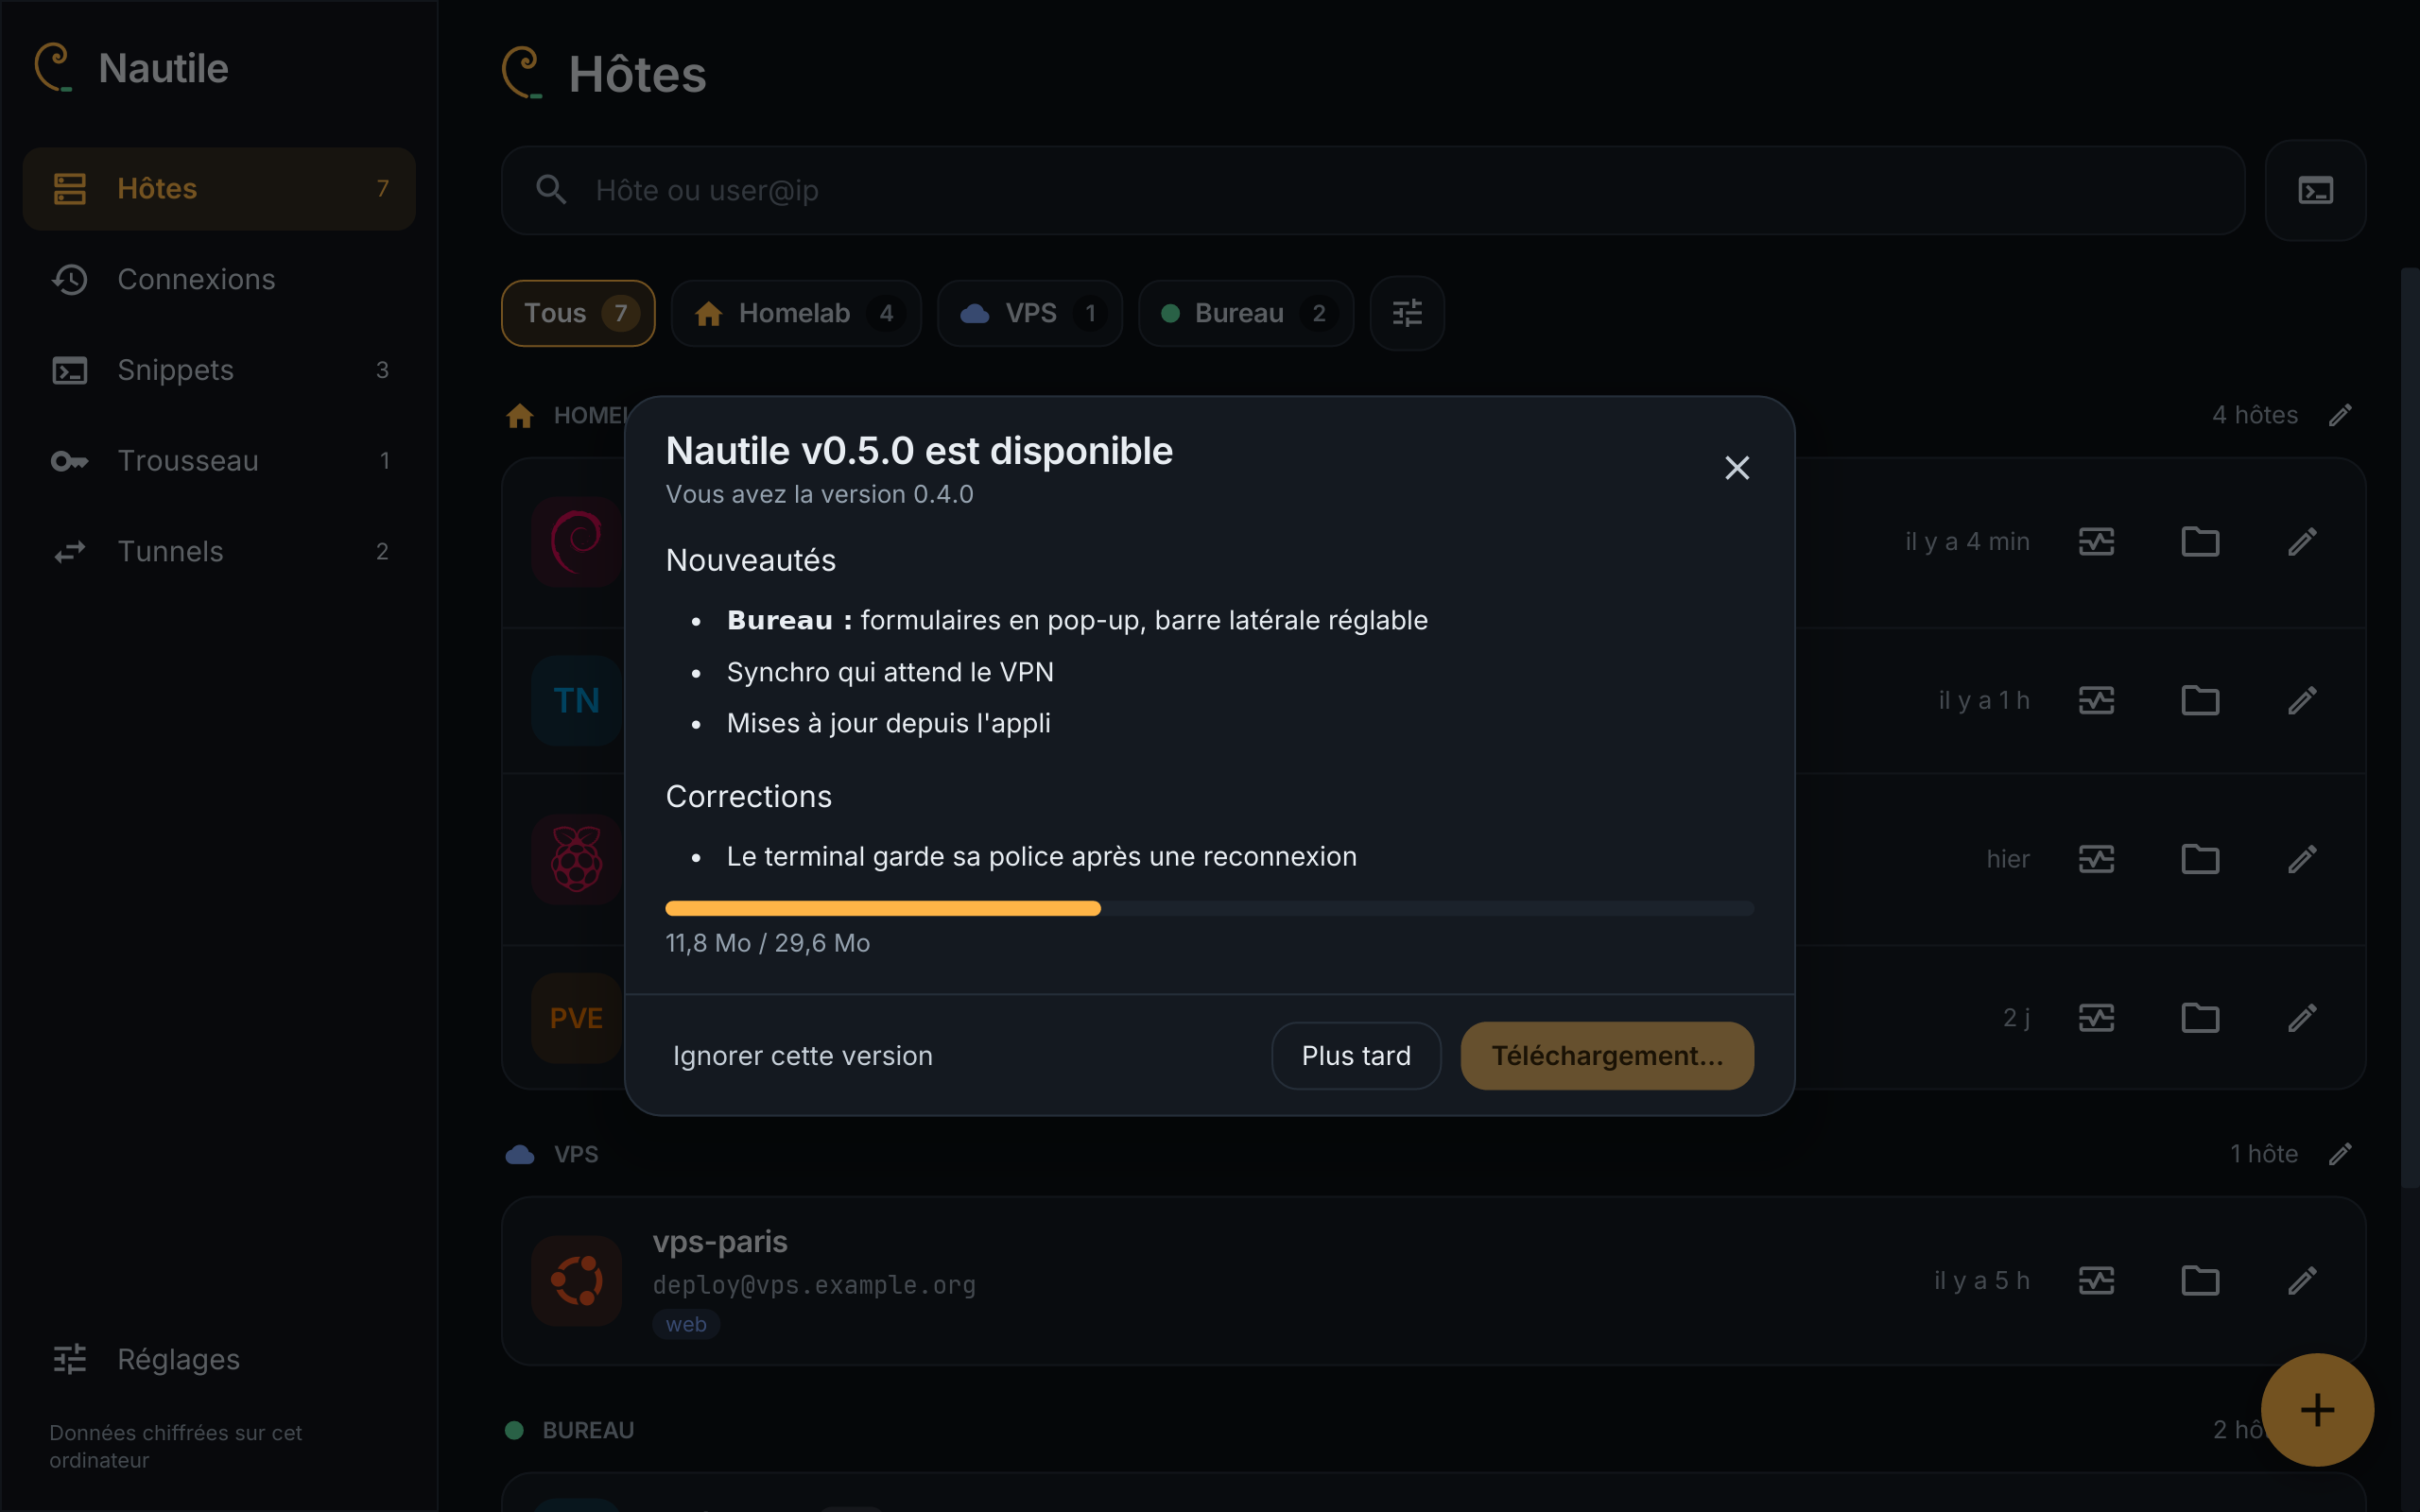 Nautile
Hôtes 7
Connexions
Snippets 3
Trousseau 1
Tunnels 2
Réglages
Données chiffrées sur cet
ordinateur
Hôtes
Hôte ou user@ip
Tous 7 Homelab 4 VPS 1 Bureau 2
4 hôtes
il y a 4 min
TN il y a 1 h
hier
PVE 2 j
Nautile v0.5.0 est disponible
Vous avez la version 0.4.0
Nouveautés
• Bureau : formulaires en pop-up, barre latérale réglable
• Synchro qui attend le VPN
• Mises à jour depuis l'appli
Corrections
• Le terminal garde sa police après une reconnexion
11,8 Mo / 29,6 Mo
Ignorer cette version Plus tard Téléchargement…
VPS 1 hôte
vps-paris
deploy@vps.example.org
web
il y a 5 h
BUREAU 2